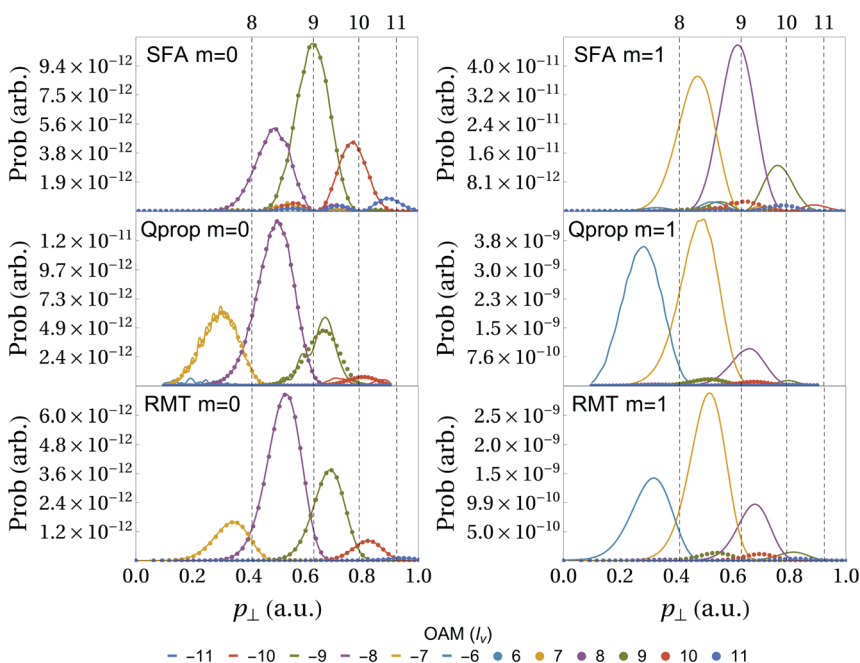 8 9 10 11
8 9 10 11
SFA m=0
Prob (arb.)
9.4 × 10⁻¹²
7.5 × 10⁻¹²
5.6 × 10⁻¹²
3.8 × 10⁻¹²
1.9 × 10⁻¹²
SFA m=1
Prob (arb.)
4.0 × 10⁻¹¹
3.2 × 10⁻¹¹
2.4 × 10⁻¹¹
1.6 × 10⁻¹¹
8.1 × 10⁻¹²
Qprop m=0
Prob (arb.)
1.2 × 10⁻¹¹
9.7 × 10⁻¹²
7.3 × 10⁻¹²
4.9 × 10⁻¹²
2.4 × 10⁻¹²
Qprop m=1
Prob (arb.)
3.8 × 10⁻⁹
3.0 × 10⁻⁹
2.3 × 10⁻⁹
1.5 × 10⁻⁹
7.6 × 10⁻¹⁰
RMT m=0
Prob (arb.)
6.0 × 10⁻¹²
4.8 × 10⁻¹²
3.6 × 10⁻¹²
2.4 × 10⁻¹²
1.2 × 10⁻¹²
RMT m=1
Prob (arb.)
2.5 × 10⁻⁹
2.0 × 10⁻⁹
1.5 × 10⁻⁹
9.9 × 10⁻¹⁰
5.0 × 10⁻¹⁰
0.0 0.2 0.4 0.6 0.8 1.0
0.0 0.2 0.4 0.6 0.8 1.0
p⊥ (a.u.)
p⊥ (a.u.)
OAM (lᵥ)
−11 −10 −9 −8 −7 −6 6 7 8 9 10 11